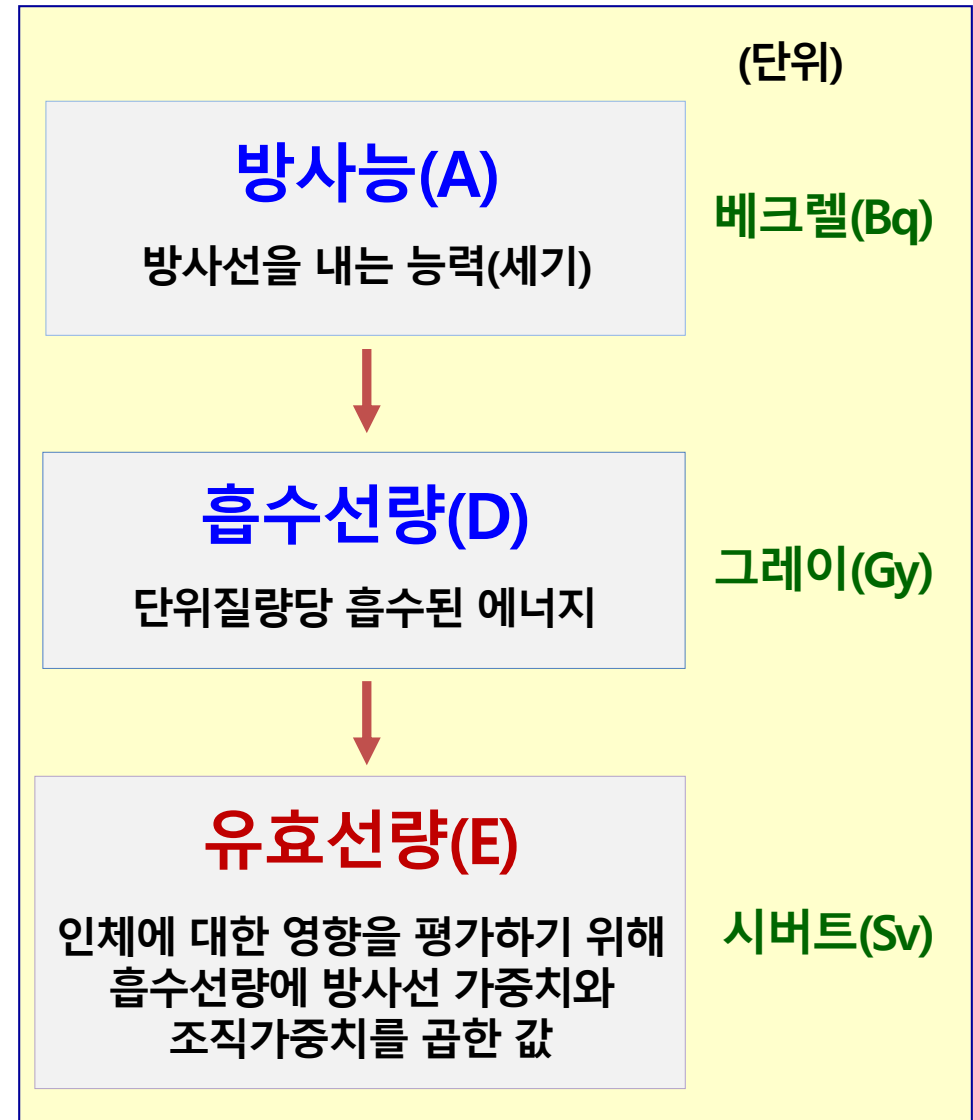 (단위)
방사능(A)
방사선을 내는 능력(세기)
베크렐(Bq)
흡수선량(D)
단위질량당 흡수된 에너지
그레이(Gy)
유효선량(E)
인체에 대한 영향을 평가하기 위해
흡수선량에 방사선 가중치와
조직가중치를 곱한 값
시버트(Sv)